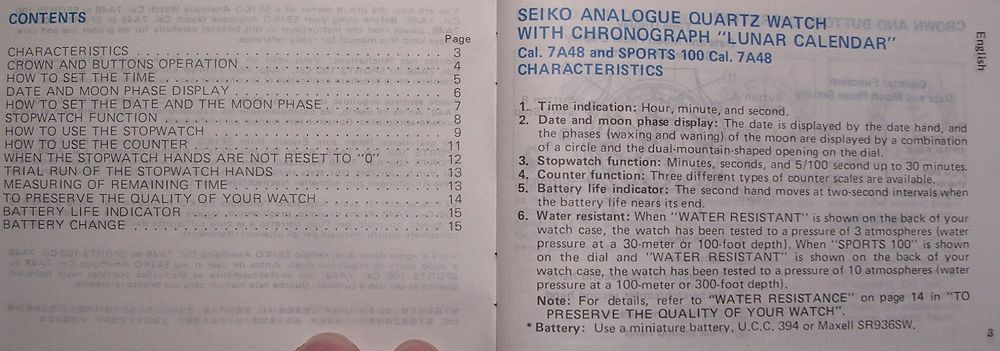 CONTENTS
Page
CHARACTERISTICS . . . . . . . . . . . . . . . . . . . . . . . . 3
CROWN AND BUTTONS OPERATION . . . . . . . . . . . . . . . . 4
HOW TO SET THE TIME . . . . . . . . . . . . . . . . . . . . . . 5
DATE AND MOON PHASE DISPLAY . . . . . . . . . . . . . . . . 6
HOW TO SET THE DATE AND THE MOON PHASE . . . . . . . . . . 7
STOPWATCH FUNCTION . . . . . . . . . . . . . . . . . . . . . . 8
HOW TO USE THE STOPWATCH . . . . . . . . . . . . . . . . . . 9
HOW TO USE THE COUNTER . . . . . . . . . . . . . . . . . . . 11
WHEN THE STOPWATCH HANDS ARE NOT RESET TO "0" . . . . . . 12
TRIAL RUN OF THE STOPWATCH HANDS . . . . . . . . . . . . . 13
MEASURING OF REMAINING TIME . . . . . . . . . . . . . . . . 13
TO PRESERVE THE QUALITY OF YOUR WATCH . . . . . . . . . . 14
BATTERY LIFE INDICATOR . . . . . . . . . . . . . . . . . . . . 15
BATTERY CHANGE . . . . . . . . . . . . . . . . . . . . . . . . 15
SEIKO ANALOGUE QUARTZ WATCH
WITH CHRONOGRAPH "LUNAR CALENDAR"
Cal. 7A48 and SPORTS 100 Cal. 7A48
CHARACTERISTICS
English
1. Time indication: Hour, minute, and second.
2. Date and moon phase display: The date is displayed by the date hand, and
the phases (waxing and waning) of the moon are displayed by a combination
of a circle and the dual-mountain-shaped opening on the dial.
3. Stopwatch function: Minutes, seconds, and 5/100 second up to 30 minutes.
4. Counter function: Three different types of counter scales are available.
5. Battery life indicator: The second hand moves at two-second intervals when
the battery life nears its end.
6. Water resistant: When "WATER RESISTANT" is shown on the back of your
watch case, the watch has been tested to a pressure of 3 atmospheres (water
pressure at a 30-meter or 100-foot depth). When "SPORTS 100" is shown
on the dial and "WATER RESISTANT" is shown on the back of your
watch case, the watch has been tested to a pressure of 10 atmospheres (water
pressure at a 100-meter or 300-foot depth).
Note: For details, refer to "WATER RESISTANCE" on page 14 in "TO
PRESERVE THE QUALITY OF YOUR WATCH".
* Battery: Use a miniature battery, U.C.C. 394 or Maxell SR936SW.
3